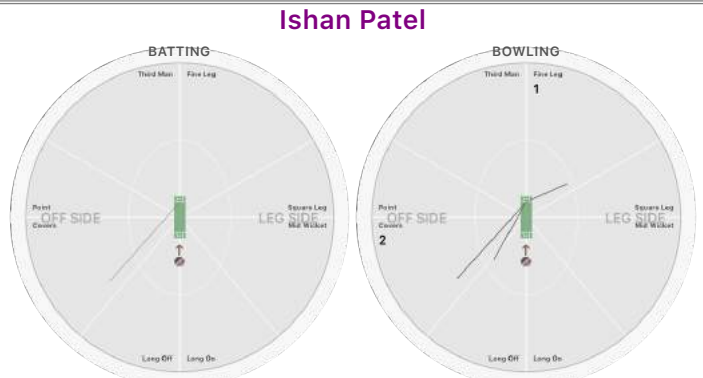 Ishan Patel
BATTING
Third Man Fine Leg
Point
OFF SIDE
Covers
Square Leg
LEG SIDE
Mid Wicket
Long Off Long On
BOWLING
Third Man Fine Leg
1
Point
OFF SIDE
Covers
2
Square Leg
LEG SIDE
Mid Wicket
Long Off Long On